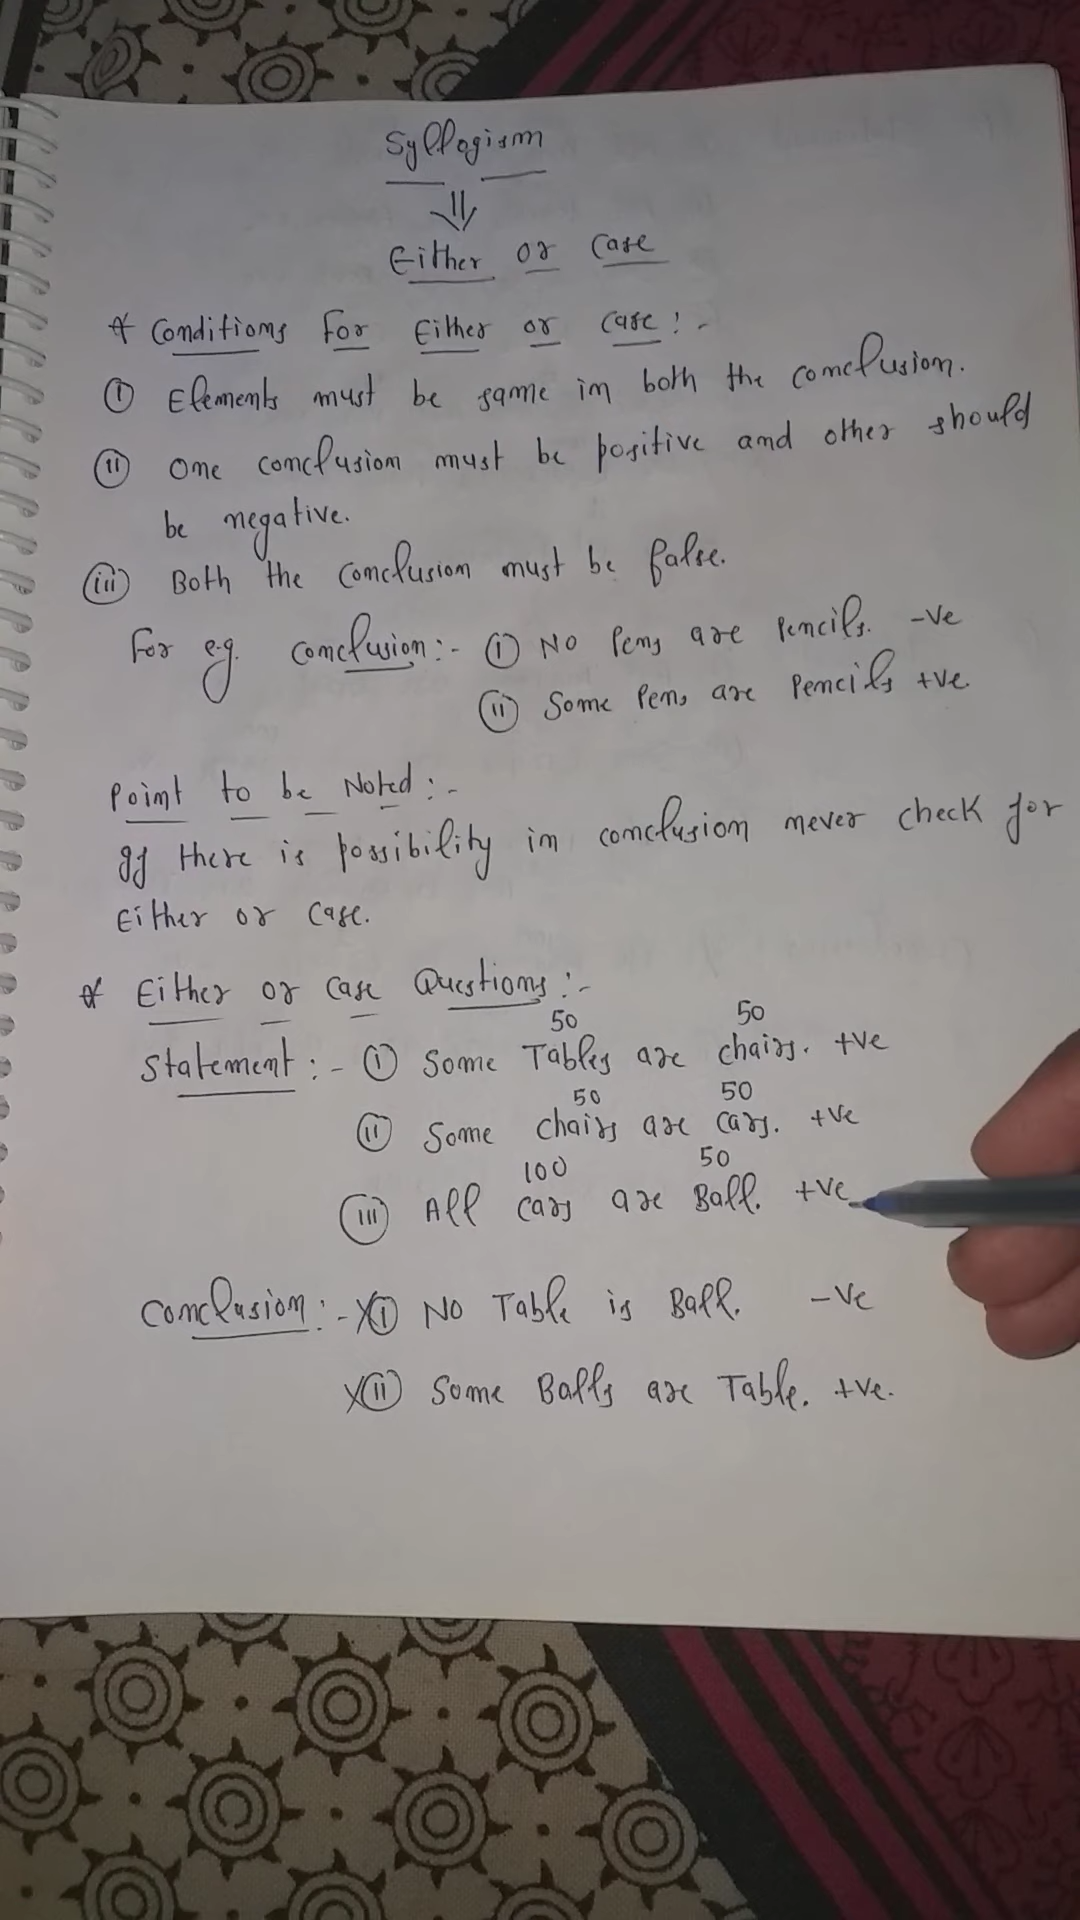 Syllogism
⇓
Either or Case
* Conditions For Either or Case :-
(i) Elements must be same in both the conclusion.
(ii) One conclusion must be positive and other should
be negative.
(iii) Both the conclusion must be false.
For e.g. Conclusion :- (i) No Pens are Pencils. -ve
(ii) Some Pens are Pencils +ve
Point to be Noted :-
If there is possibility in conclusion never check for
Either or Case.
* Either or Case Questions :-
50 50
Statement :- (i) Some Tables are chairs. +ve
50 50
(ii) Some chairs are cars. +ve
100 50
(iii) All cars are Ball. +ve
Conclusion :- X(i) No Table is Ball. -ve
X(ii) Some Balls are Table. +ve.